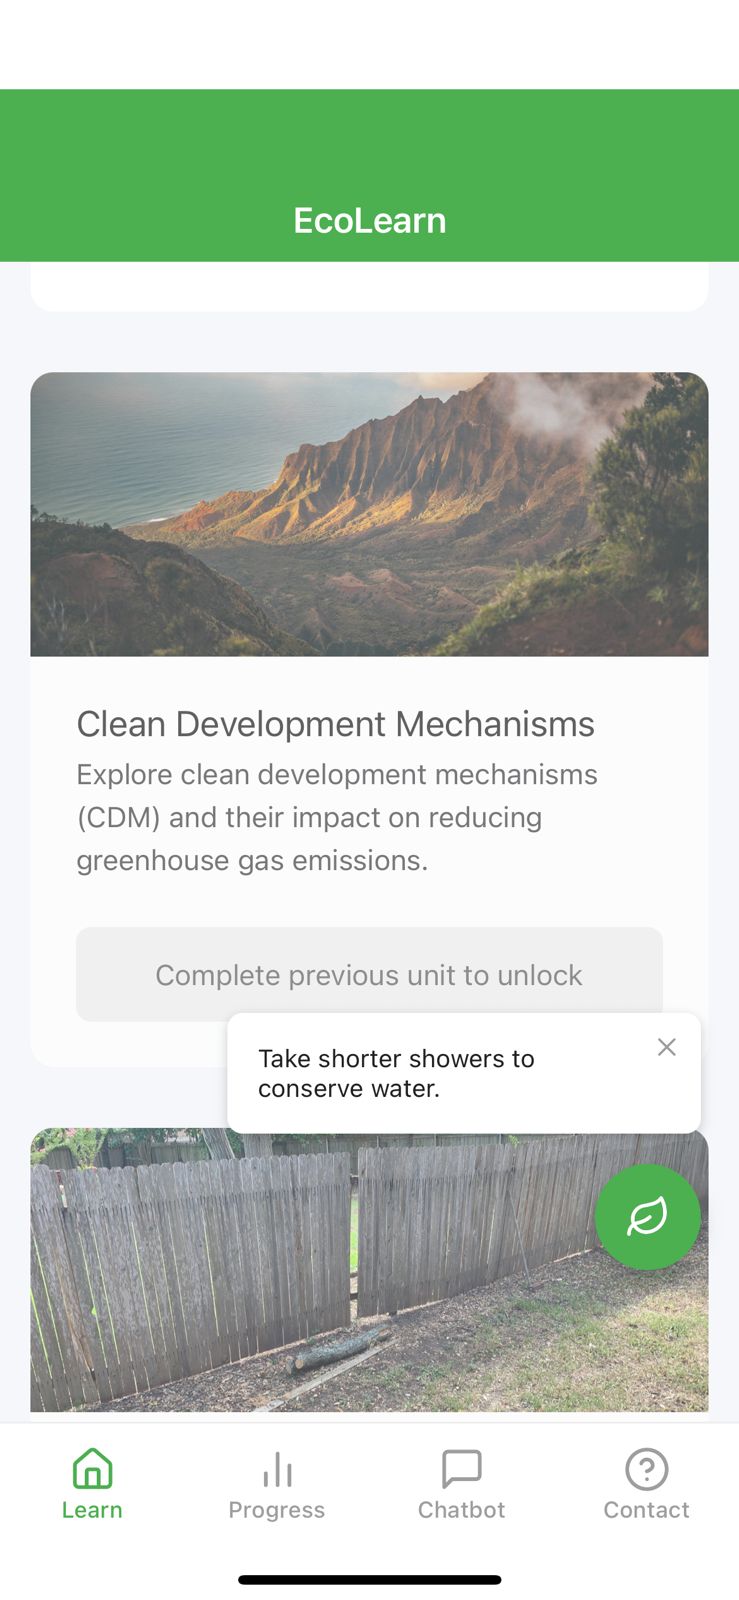 EcoLearn
Clean Development Mechanisms
Explore clean development mechanisms
(CDM) and their impact on reducing
greenhouse gas emissions.
Complete previous unit to unlock
Take shorter showers to
conserve water.
Learn
Progress
Chatbot
Contact